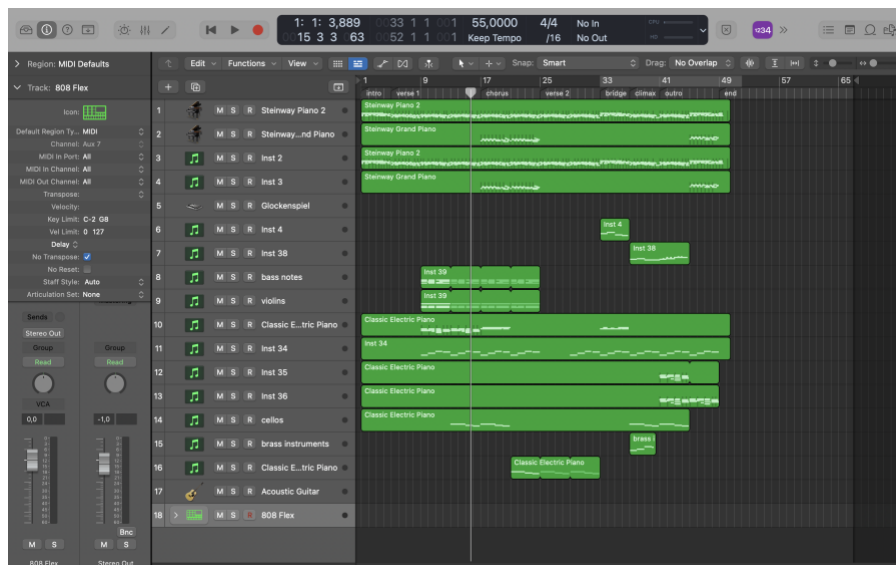 1: 1: 3,889
0015 3 3 063
0033 1 1 001
0052 1 1 001
55,0000
Keep Tempo
4/4
/16
No In
No Out
CPU
HD
1234
Region: MIDI Defaults
Edit Functions View Snap: Smart Drag: No Overlap
Track: 808 Flex
1 9 17 25 33 41 49 57 65
intro verse 1 chorus verse 2 bridge climax outro end
Icon:
Default Region Ty... MIDI
Channel: Aux 7
MIDI In Port: All
MIDI In Channel: All
MIDI Out Channel: All
Transpose:
Velocity:
Key Limit: C-2 G8
Vel Limit: 0 127
Delay
No Transpose:
No Reset:
Staff Style: Auto
Articulation Set: None
Sends
Stereo Out
Group Group
Read Read
VCA
0,0 -1,0
Bnc
M S M S
808 Flex Stereo Out
1 M S R Steinway Piano 2
2 M S R Steinway...nd Piano
3 M S R Inst 2
4 M S R Inst 3
5 M S R Glockenspiel
6 M S R Inst 4
7 M S R Inst 38
8 M S R bass notes
9 M S R violins
10 M S R Classic E...tric Piano
11 M S R Inst 34
12 M S R Inst 35
13 M S R Inst 36
14 M S R cellos
15 M S R brass instruments
16 M S R Classic E...tric Piano
17 M S R Acoustic Guitar
18 M S R 808 Flex
Steinway Piano 2
Steinway Grand Piano
Steinway Piano 2
Steinway Grand Piano
Inst 4
Inst 38
Inst 39
Inst 39
Classic Electric Piano
Inst 34
Classic Electric Piano
Classic Electric Piano
Classic Electric Piano
brass i
Classic Electric Piano